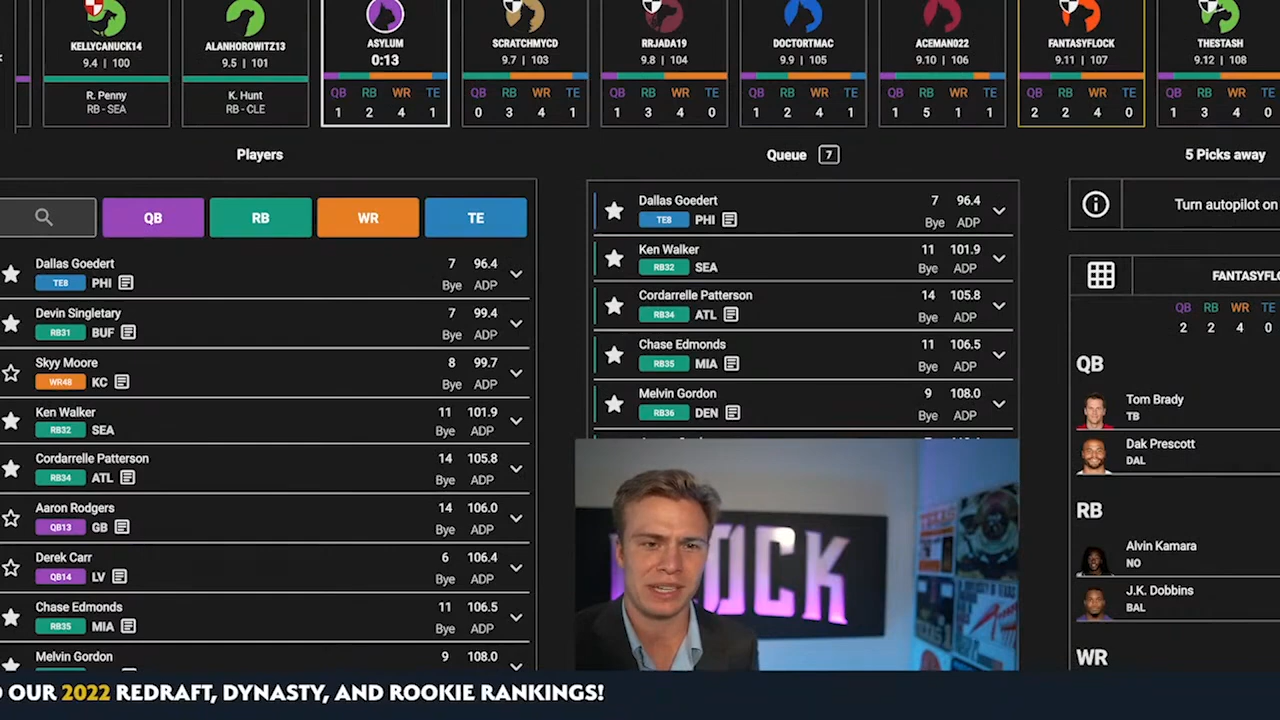 KELLYCANUCK14
9.4 | 100
R. Penny
RB - SEA
ALANHOROWITZ13
9.5 | 101
K. Hunt
RB - CLE
ASYLUM
0:13
QB RB WR TE
1 2 4 1
SCRATCHMYCD
9.7 | 103
QB RB WR TE
0 3 4 1
RRJADA19
9.8 | 104
QB RB WR TE
1 3 4 0
DOCTORTMAC
9.9 | 105
QB RB WR TE
1 2 4 1
ACEMAN022
9.10 | 106
QB RB WR TE
1 5 1 1
FANTASYFLOCK
9.11 | 107
QB RB WR TE
2 2 4 0
THESTASH
9.12 | 108
QB RB WR TE
1 3 4 0
Players
QB RB WR TE
Dallas Goedert 7 96.4
TE8 PHI Bye ADP
Devin Singletary 7 99.4
RB31 BUF Bye ADP
Skyy Moore 8 99.7
WR48 KC Bye ADP
Ken Walker 11 101.9
RB32 SEA Bye ADP
Cordarrelle Patterson 14 105.8
RB34 ATL Bye ADP
Aaron Rodgers 14 106.0
QB13 GB Bye ADP
Derek Carr 6 106.4
QB14 LV Bye ADP
Chase Edmonds 11 106.5
RB35 MIA Bye ADP
Melvin Gordon 9 108.0
Queue 7
Dallas Goedert 7 96.4
TE8 PHI Bye ADP
Ken Walker 11 101.9
RB32 SEA Bye ADP
Cordarrelle Patterson 14 105.8
RB34 ATL Bye ADP
Chase Edmonds 11 106.5
RB35 MIA Bye ADP
Melvin Gordon 9 108.0
RB36 DEN Bye ADP
OCK
5 Picks away
Turn autopilot on
FANTASYFLO
QB RB WR TE
2 2 4 0
QB
Tom Brady
TB
Dak Prescott
DAL
RB
Alvin Kamara
NO
J.K. Dobbins
BAL
WR
OUR 2022 REDRAFT, DYNASTY, AND ROOKIE RANKINGS!